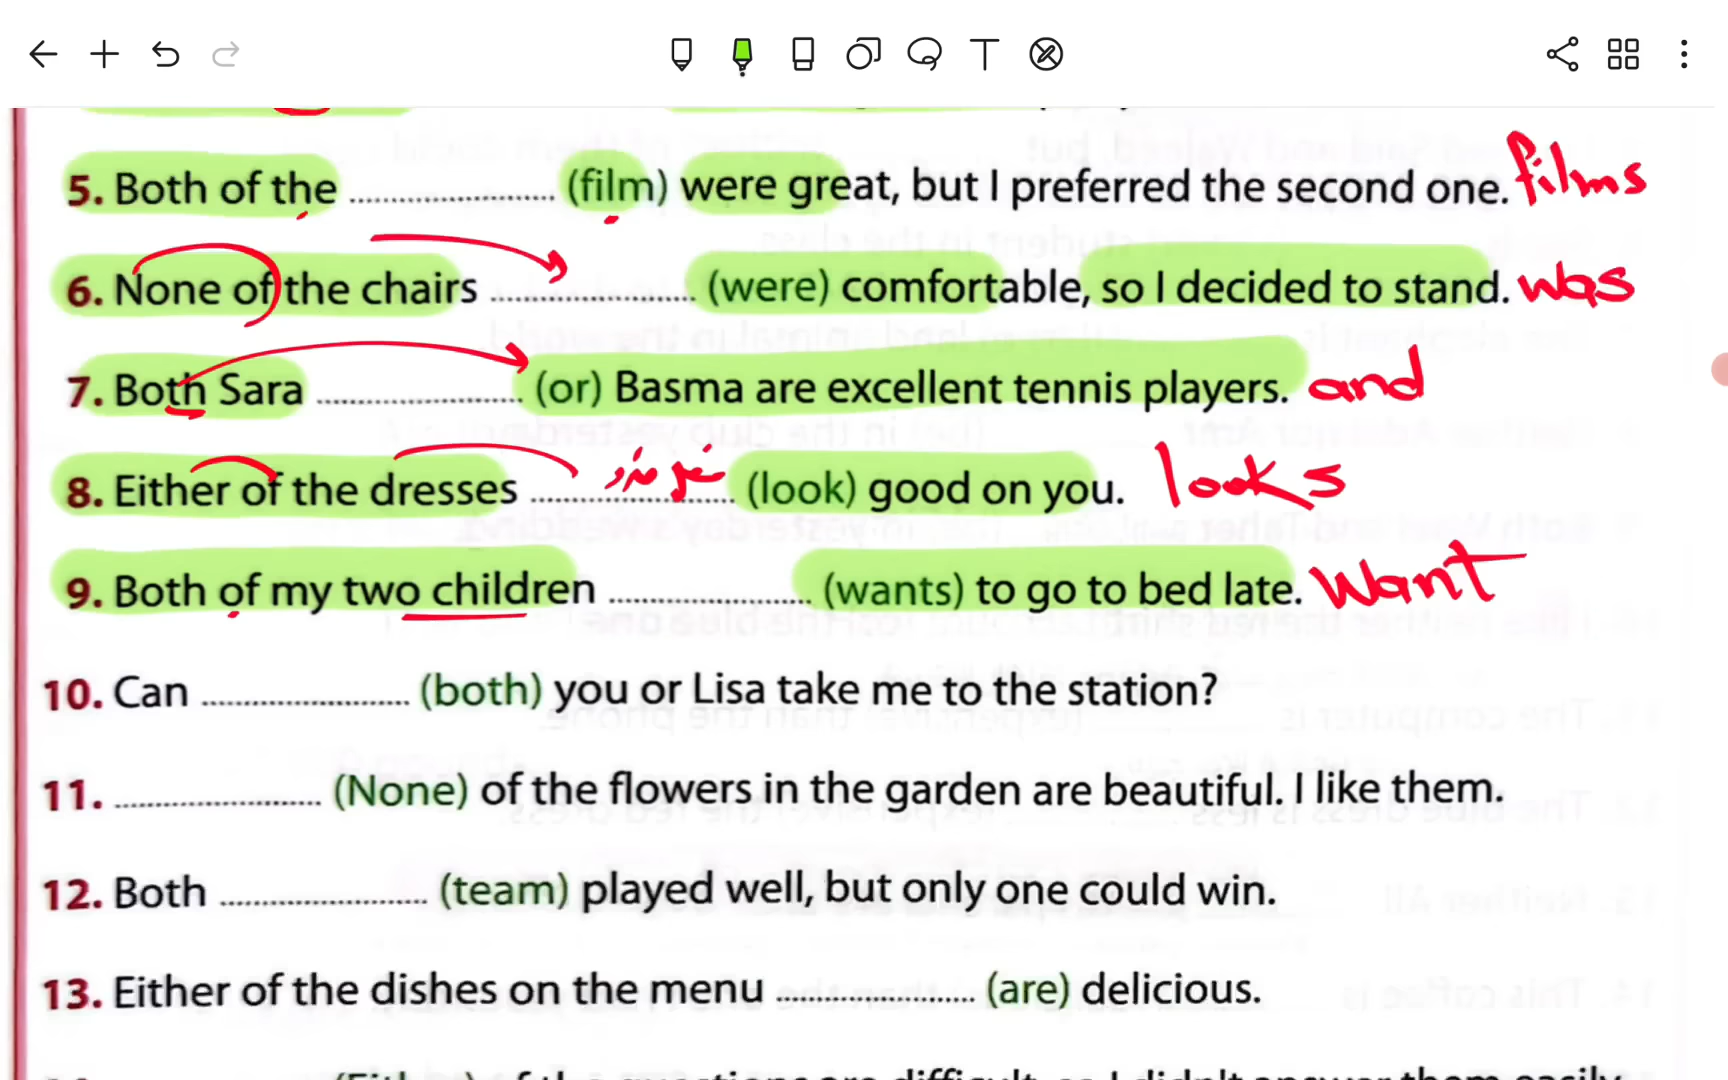 5. Both of the .................... (film) were great, but I preferred the second one. films
6. None of the chairs .................... (were) comfortable, so I decided to stand. was
7. Both Sara .................... (or) Basma are excellent tennis players. and
8. Either of the dresses .................... (look) good on you. looks
9. Both of my two children .................... (wants) to go to bed late. want
10. Can .................... (both) you or Lisa take me to the station?
11. .................... (None) of the flowers in the garden are beautiful. I like them.
12. Both .................... (team) played well, but only one could win.
13. Either of the dishes on the menu .................... (are) delicious.